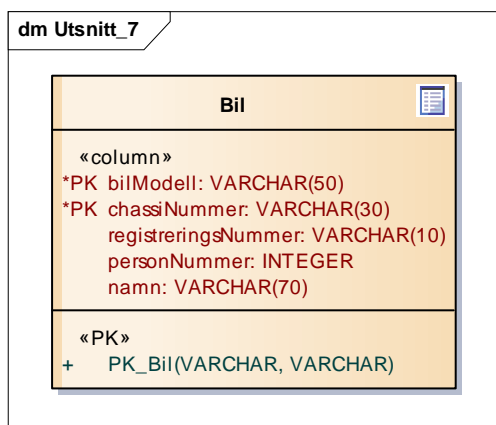 dm Utsnitt_7
Bil
«column»
*PK bilModell: VARCHAR(50)
*PK chassiNummer: VARCHAR(30)
registreringsNummer: VARCHAR(10)
personNummer: INTEGER
namn: VARCHAR(70)
«PK»
+ PK_Bil(VARCHAR, VARCHAR)